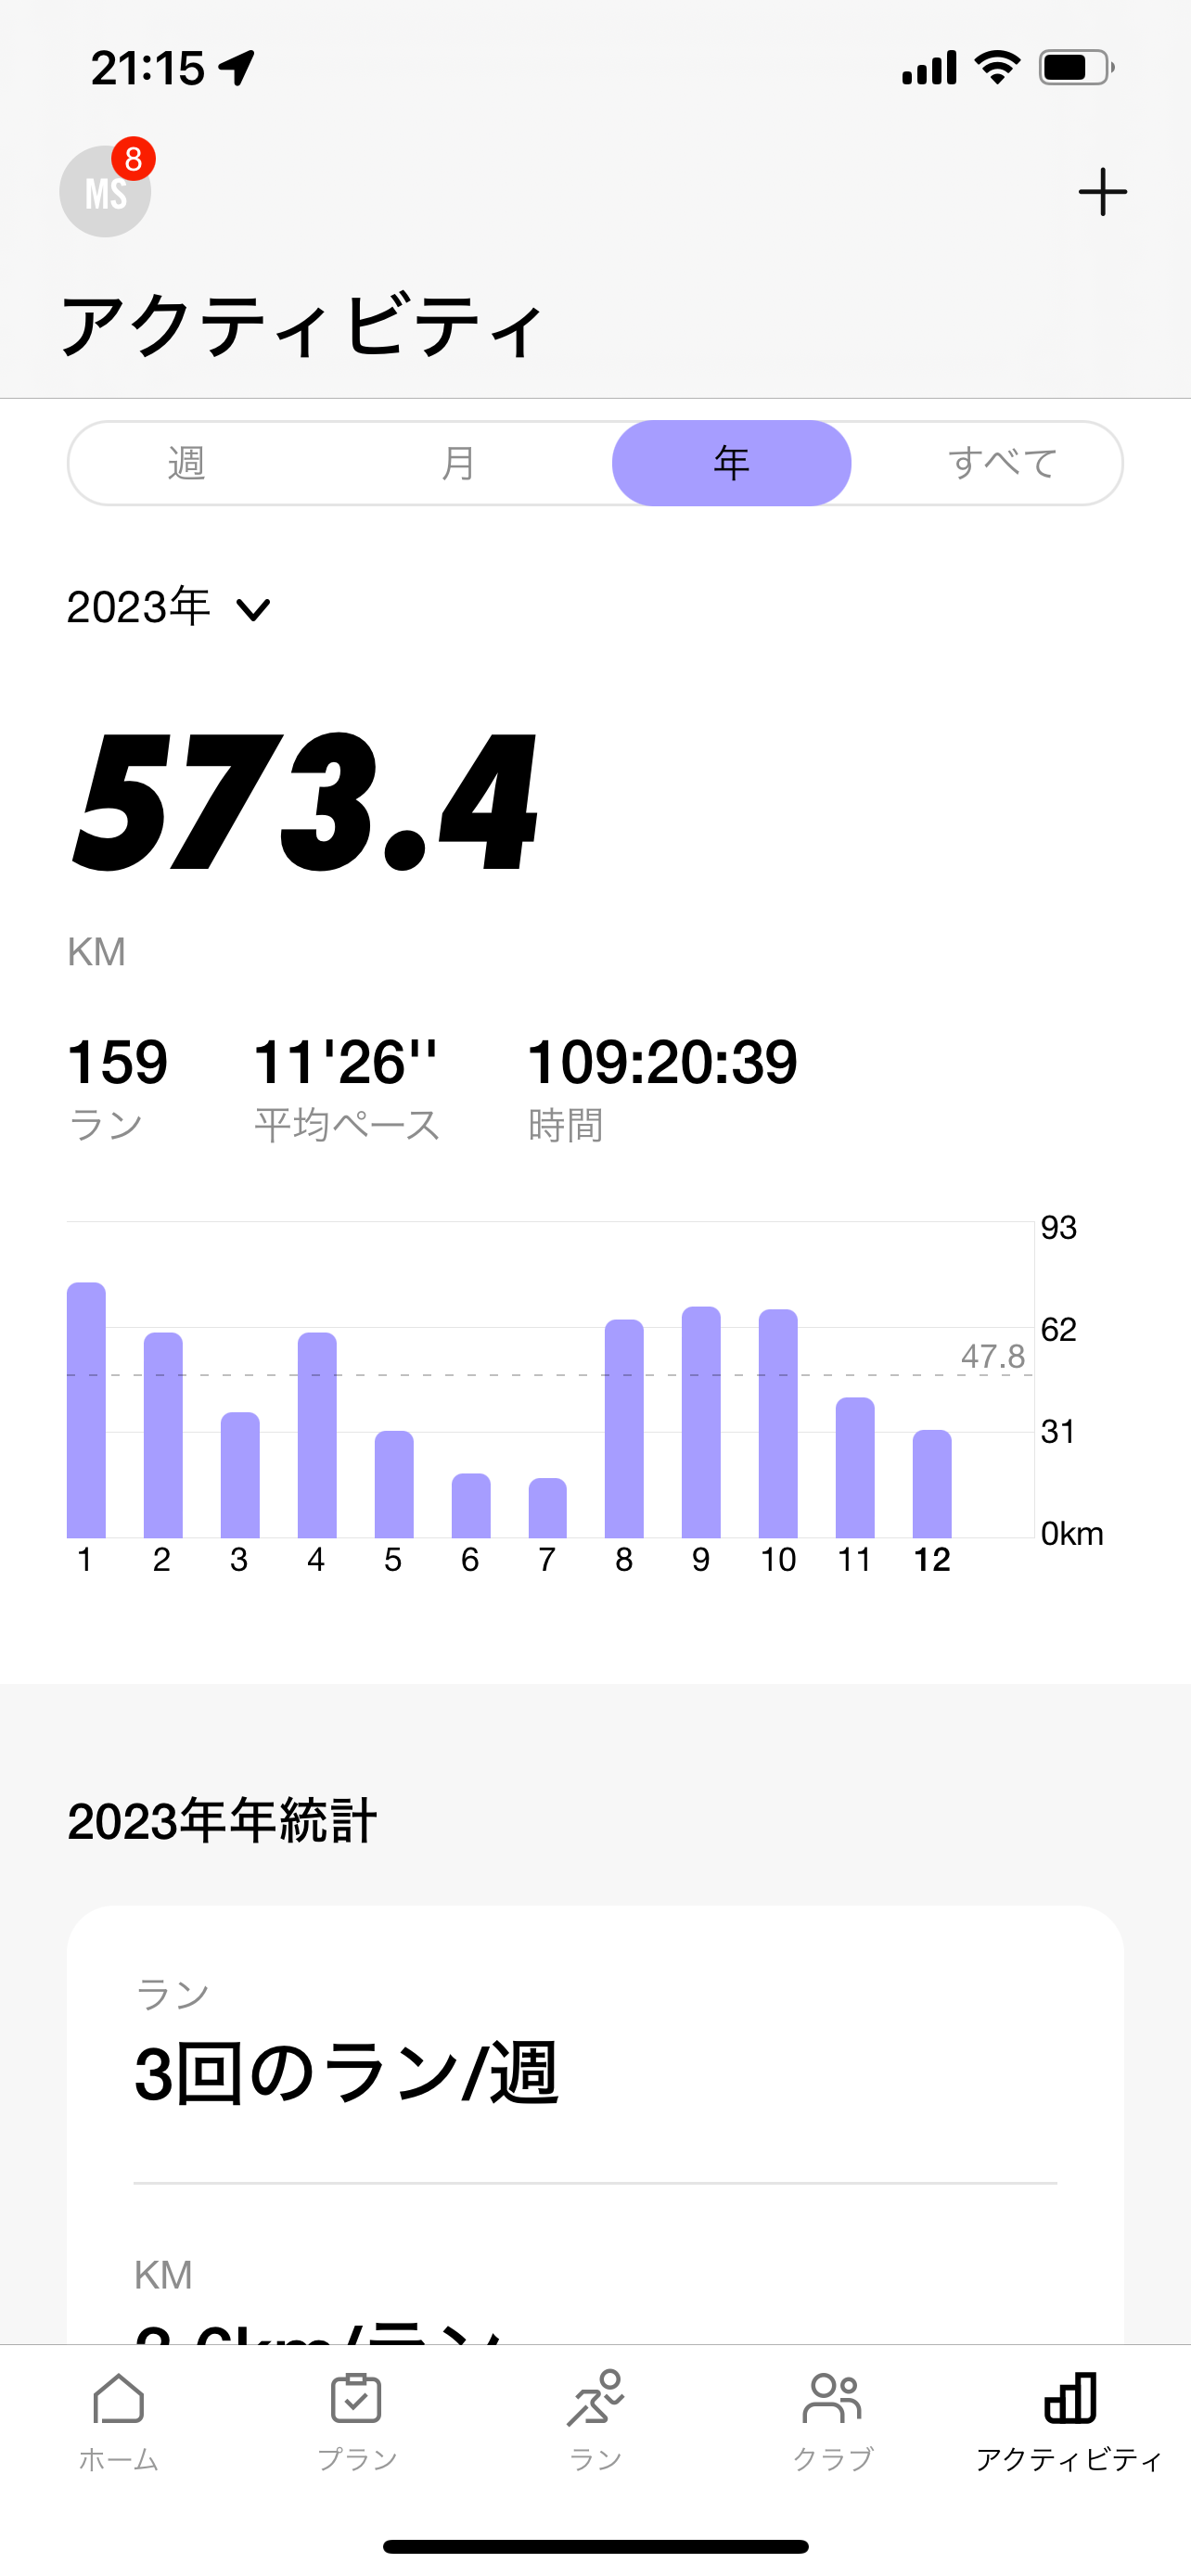 21:15
8
MS
アクティビティ
週 月 年 すべて
2023年
573.4
KM
159 11'26'' 109:20:39
ラン 平均ペース 時間
93
62
47.8
31
0km
1 2 3 4 5 6 7 8 9 10 11 12
2023年年統計
ラン
3回のラン/週
KM
3.6km/ラン
ホーム プラン ラン クラブ アクティビティ